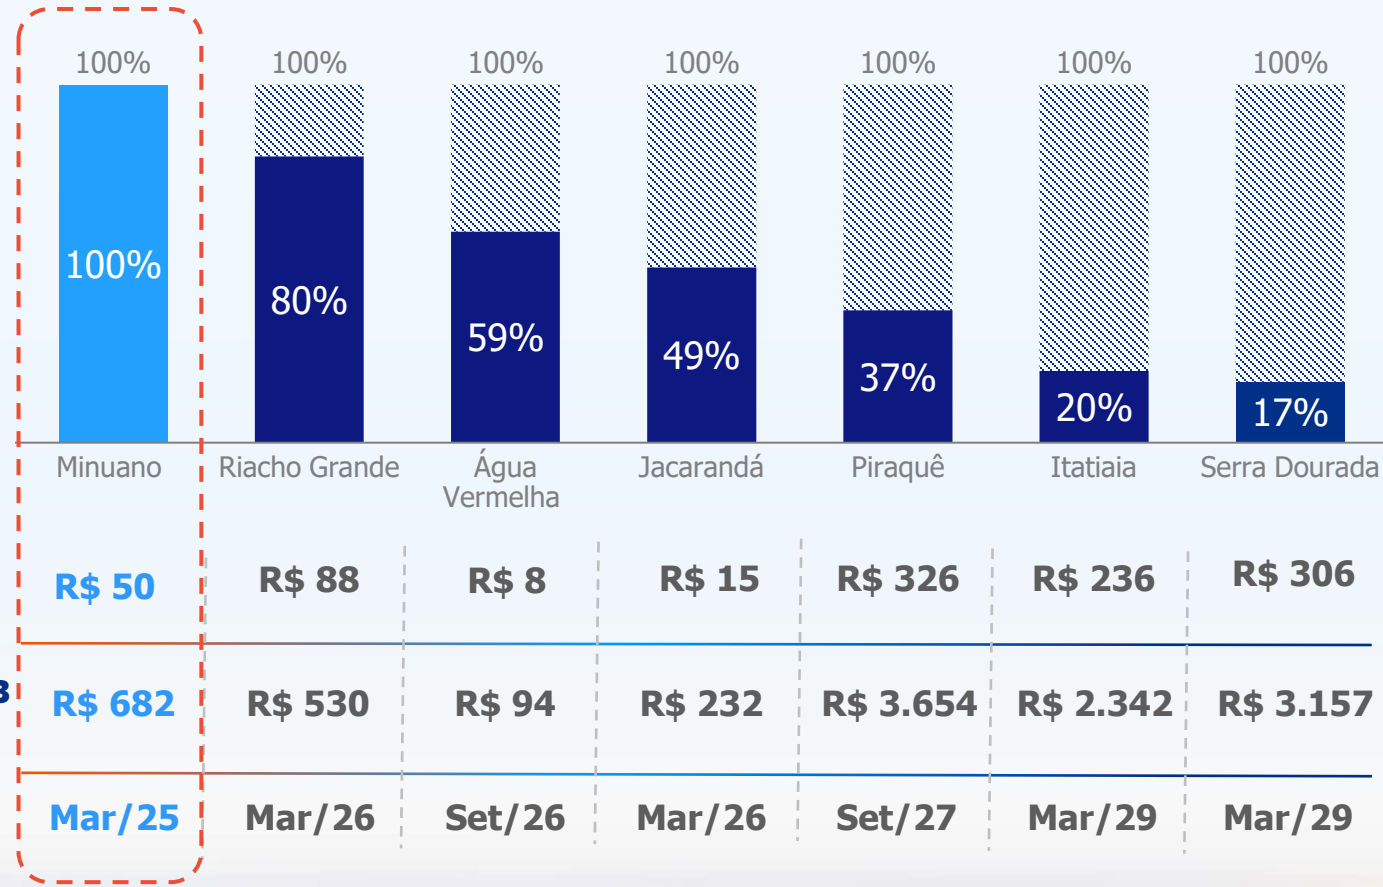 100% 100% 100% 100% 100% 100% 100%
100% 80% 59% 49% 37% 20% 17%
Minuano Riacho Grande Água Jacarandá Piraquê Itatiaia Serra Dourada
Vermelha
R$ 50 R$ 88 R$ 8 R$ 15 R$ 326 R$ 236 R$ 306
3 R$ 682 R$ 530 R$ 94 R$ 232 R$ 3.654 R$ 2.342 R$ 3.157
Mar/25 Mar/26 Set/26 Mar/26 Set/27 Mar/29 Mar/29